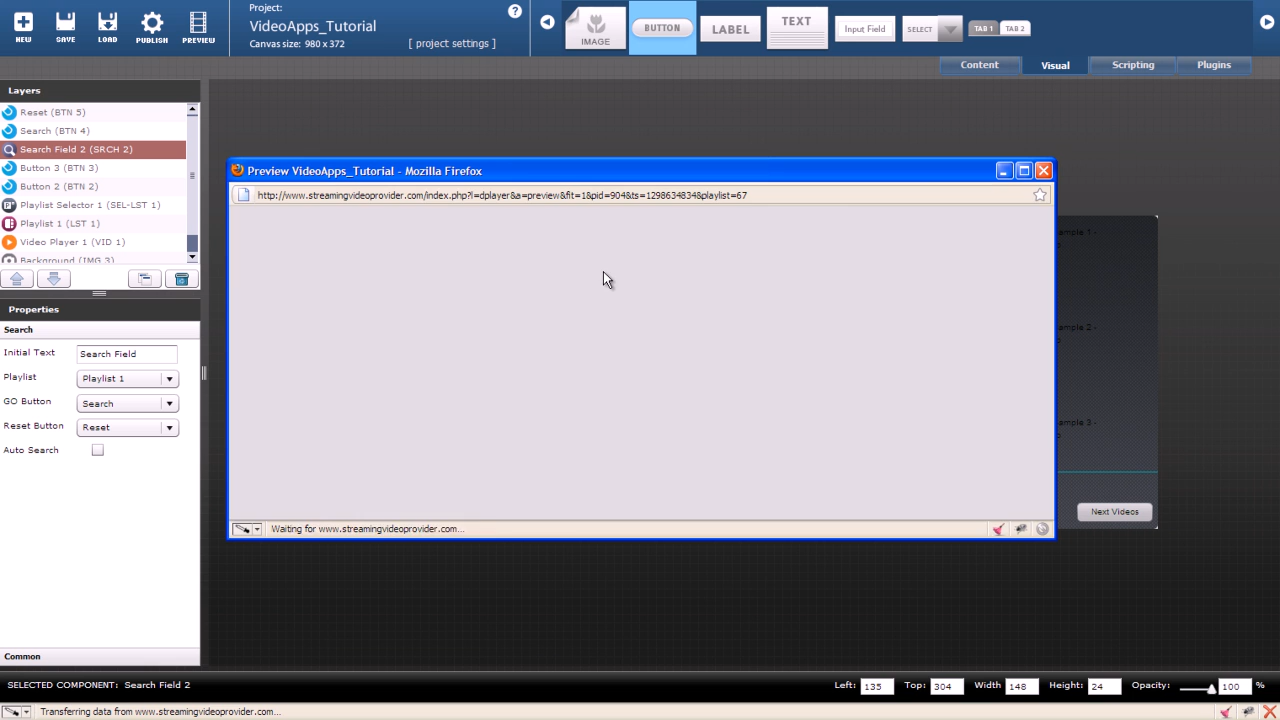 NEW
SAVE
LOAD
PUBLISH
PREVIEW
Project:
VideoApps_Tutorial
Canvas size: 980 x 372
[ project settings ]
?
IMAGE
BUTTON
LABEL
TEXT
Input Field
SELECT
TAB 1
TAB 2
Content
Visual
Scripting
Plugins
Layers
Reset (BTN 5)
Search (BTN 4)
Search Field 2 (SRCH 2)
Button 3 (BTN 3)
Button 2 (BTN 2)
Playlist Selector 1 (SEL-LST 1)
Playlist 1 (LST 1)
Video Player 1 (VID 1)
Background (IMG 3)
Properties
Search
Initial Text Search Field
Playlist Playlist 1
GO Button Search
Reset Button Reset
Auto Search
Common
Preview VideoApps_Tutorial - Mozilla Firefox
http://www.streamingvideoprovider.com/index.php?l=dplayer&a=preview&fit=1&pid=904&ts=1298634834&playlist=67
Waiting for www.streamingvideoprovider.com...
ample 1 -
ample 2 -
ample 3 -
Next Videos
SELECTED COMPONENT: Search Field 2
Left: 135 Top: 304 Width 148 Height: 24 Opacity: 100 %
Transferring data from www.streamingvideoprovider.com...